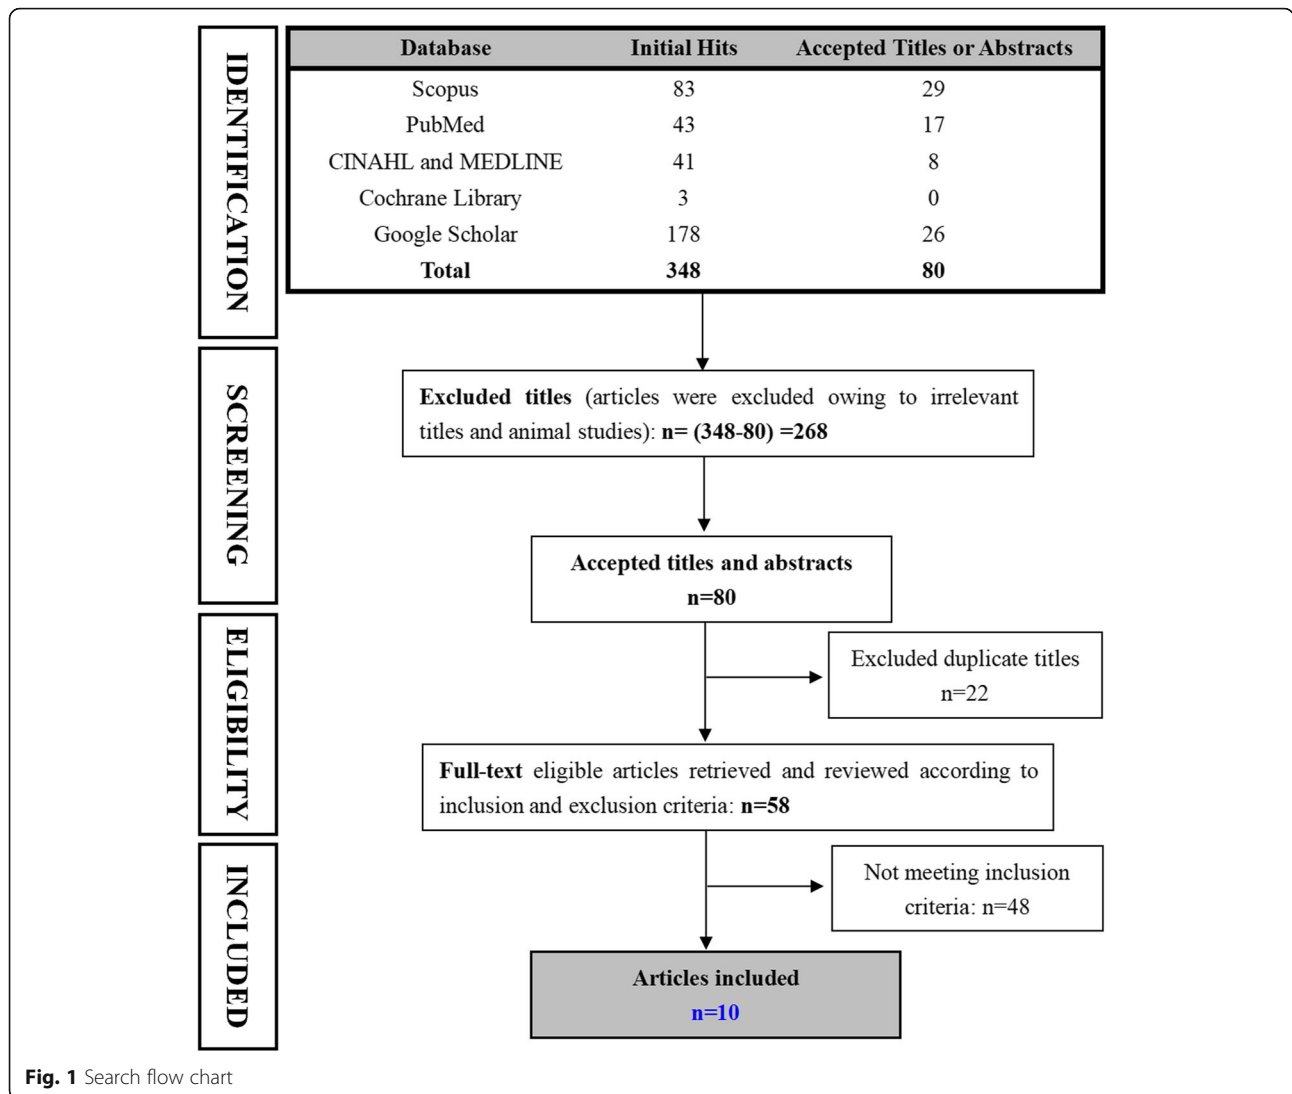 IDENTIFICATION
Database Initial Hits Accepted Titles or Abstracts
Scopus 83 29
PubMed 43 17
CINAHL and MEDLINE 41 8
Cochrane Library 3 0
Google Scholar 178 26
Total 348 80
SCREENING
Excluded titles (articles were excluded owing to irrelevant
titles and animal studies): n= (348-80) =268
Accepted titles and abstracts
n=80
ELIGIBILITY
Excluded duplicate titles
n=22
Full-text eligible articles retrieved and reviewed according to
inclusion and exclusion criteria: n=58
INCLUDED
Not meeting inclusion
criteria: n=48
Articles included
n=10
Fig. 1 Search flow chart